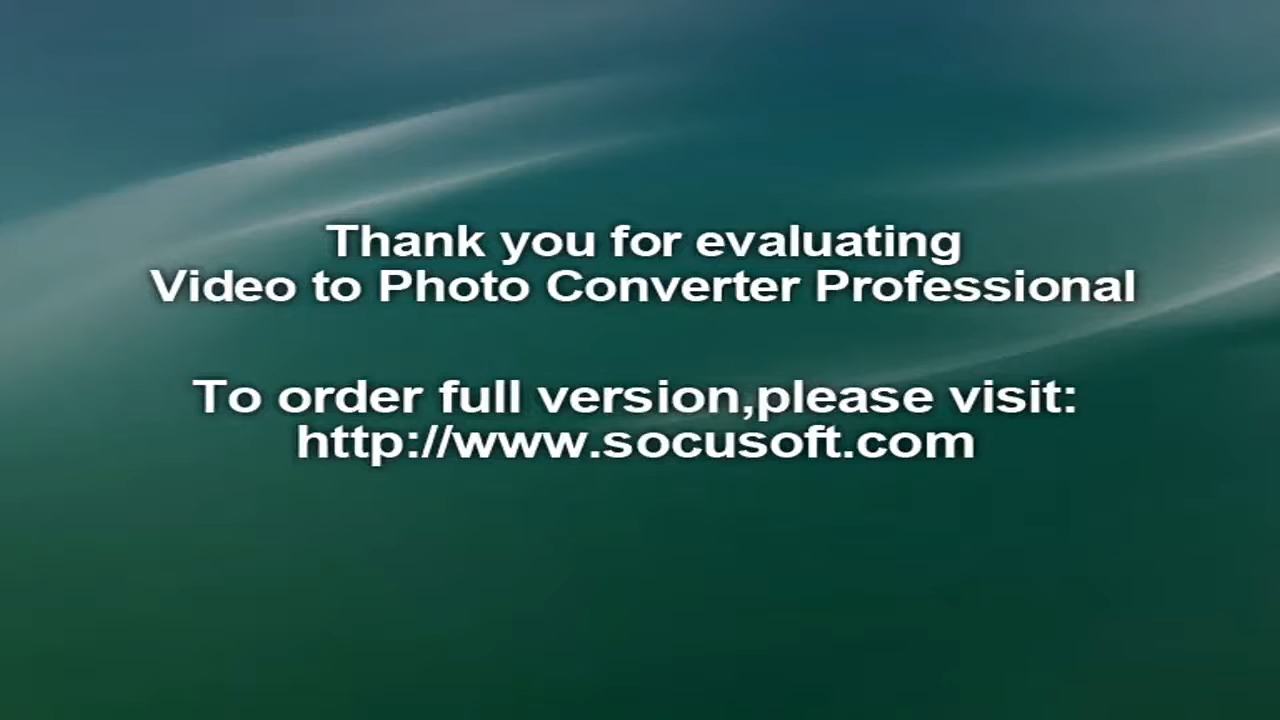 Thank you for evaluating
Video to Photo Converter Professional
To order full version,please visit:
http://www.socusoft.com